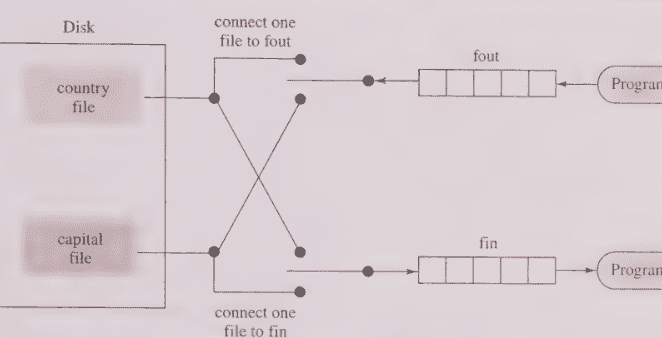 Disk
connect one
file to fout
country
file
fout
Program
capital
file
fin
Program
connect one
file to fin